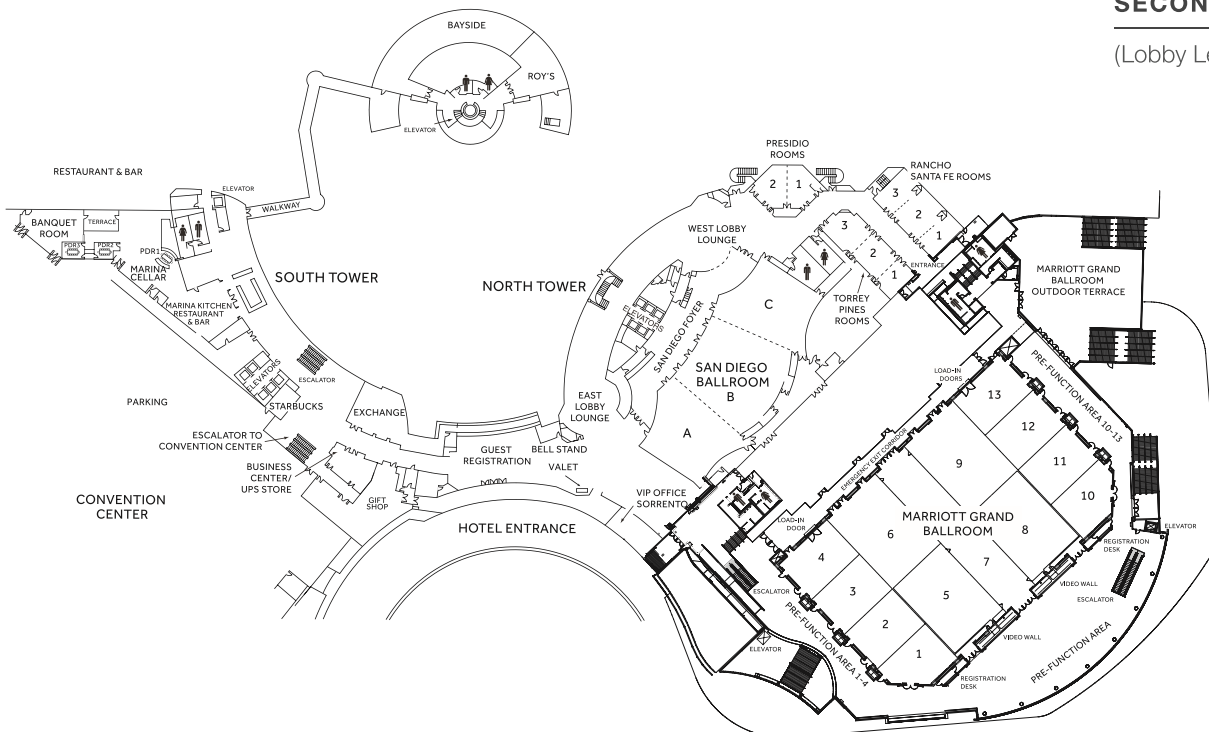 SECON
(Lobby Le
BAYSIDE
ROY'S
ELEVATOR
RESTAURANT & BAR
ELEVATOR
WALKWAY
BANQUET
ROOM
TERRACE
PDR3
PDR2
PDR1
MARINA
CELLAR
MARINA KITCHEN
RESTAURANT
& BAR
SOUTH TOWER
ELEVATORS
ESCALATOR
STARBUCKS
PARKING
EXCHANGE
ESCALATOR TO
CONVENTION CENTER
BUSINESS
CENTER/
UPS STORE
GIFT
SHOP
CONVENTION
CENTER
GUEST
REGISTRATION
BELL STAND
VALET
HOTEL ENTRANCE
VIP OFFICE
SORRENTO
NORTH TOWER
WEST LOBBY
LOUNGE
EAST
LOBBY
LOUNGE
ELEVATORS
SAN DIEGO FOYER
PRESIDIO
ROOMS
2
1
RANCHO
SANTA FE ROOMS
3
2
1
3
2
1
ENTRANCE
TORREY
PINES
ROOMS
C
SAN DIEGO
BALLROOM
B
A
MARRIOTT GRAND
BALLROOM
OUTDOOR TERRACE
PRE-FUNCTION AREA 10-13
LOAD-IN
DOORS
EMERGENCY EXIT CORRIDOR
LOAD-IN
DOOR
13
12
11
10
9
8
7
6
5
4
3
2
1
MARRIOTT GRAND
BALLROOM
ELEVATOR
REGISTRATION
DESK
VIDEO WALL
ESCALATOR
VIDEO WALL
PRE-FUNCTION AREA
REGISTRATION
DESK
ESCALATOR
PRE-FUNCTION AREA 1-4
ELEVATOR